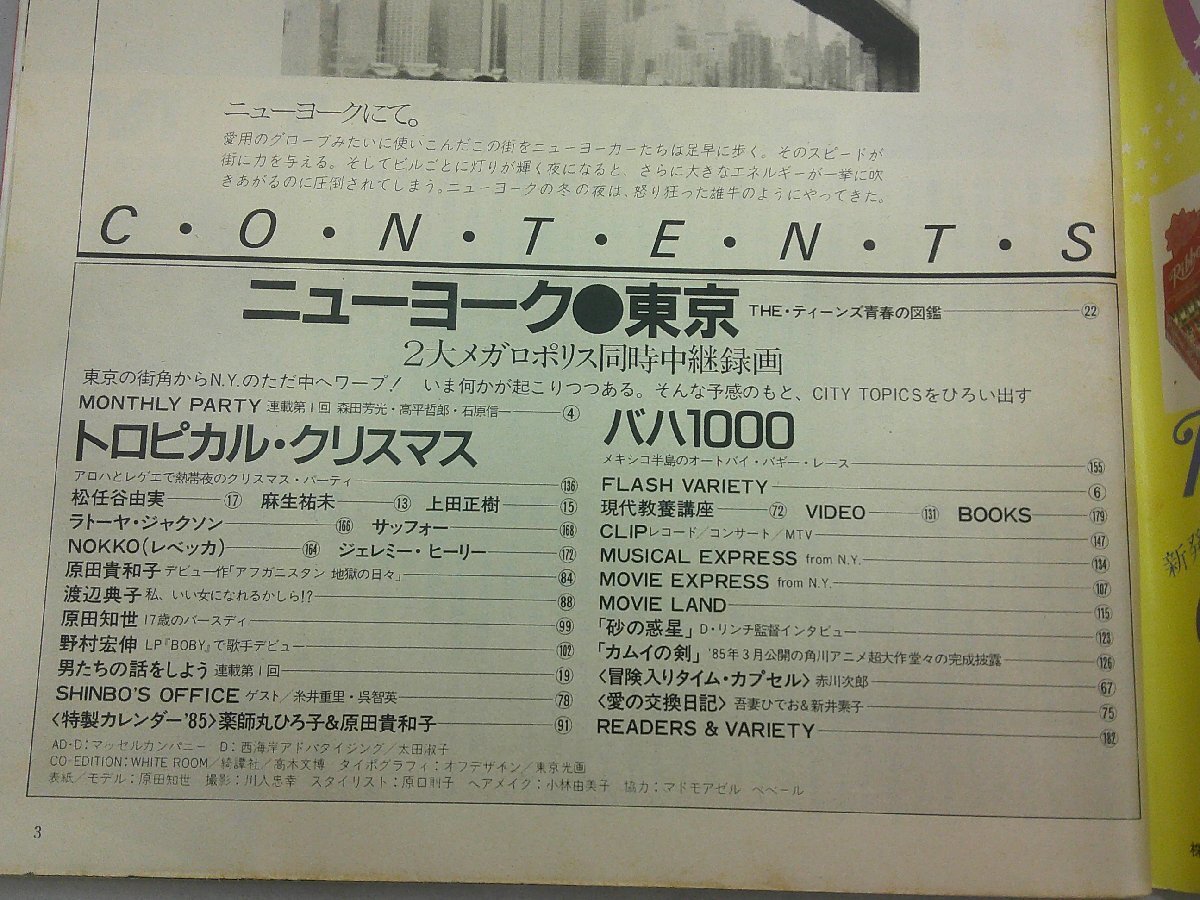 ニューヨークにて。
愛用のグローブみたいに使いこんだこの街をニューヨーカーたちは足早に歩く。そのスピードが
街に力を与える。そしてビルごとに灯りが輝く夜になると、さらに大きなエネルギーが一挙に吹
きあがるのに圧倒されてしまう。ニューヨークの冬の夜は、怒り狂った雄牛のようにやってきた。
C・O・N・T・E・N・T・S
ニューヨーク●東京 THE・ティーンズ青春の図鑑 22
2大メガロポリス同時中継録画
東京の街角からN.Y.のただ中へワープ! いま何かが起こりつつある。そんな予感のもと、CITY TOPICSをひろい出す
MONTHLY PARTY 連載第1回 森田芳光・高平哲郎・石原信一 4
トロピカル・クリスマス
アロハとレゲエで熱帯夜のクリスマス・パーティ 136
松任谷由実 17 麻生祐未 13 上田正樹 15
ラトーヤ・ジャクソン 166 サッフォー 168
NOKKO(レベッカ) 164 ジェレミー・ヒーリー 172
原田貴和子 デビュー作「アフガニスタン 地獄の日々」 84
渡辺典子 私、いい女になれるかしら!? 88
原田知世 17歳のバースディ 99
野村宏伸 LP『BOBY』で歌手デビュー 102
男たちの話をしよう 連載第1回 19
SHINBO'S OFFICE ゲスト/糸井重里・呉智英 78
〈特製カレンダー'85〉薬師丸ひろ子&原田貴和子 91
バハ1000
メキシコ半島のオートバイ・バギー・レース 155
FLASH VARIETY 6
現代教養講座 72 VIDEO 131 BOOKS 179
CLIP レコード/コンサート/MTV 147
MUSICAL EXPRESS from N.Y. 134
MOVIE EXPRESS from N.Y. 107
MOVIE LAND 115
「砂の惑星」D・リンチ監督インタビュー 123
「カムイの剣」'85年3月公開の角川アニメ超大作堂々の完成披露 126
〈冒険入りタイム・カプセル〉赤川次郎 67
〈愛の交換日記〉吾妻ひでお&新井素子 75
READERS & VARIETY 182
AD・D:マッセルカンパニー D:西海岸アドバタイジング/太田淑子
CO-EDITION:WHITE ROOM/綺譚社/高木文博 タイポグラフィ:オフデザイン/東京光画
表紙/モデル:原田知世 撮影:川人忠幸 スタイリスト:原口則子 ヘアメイク:小林由美子 協力:マドモアゼル ペペール
3
新発
株